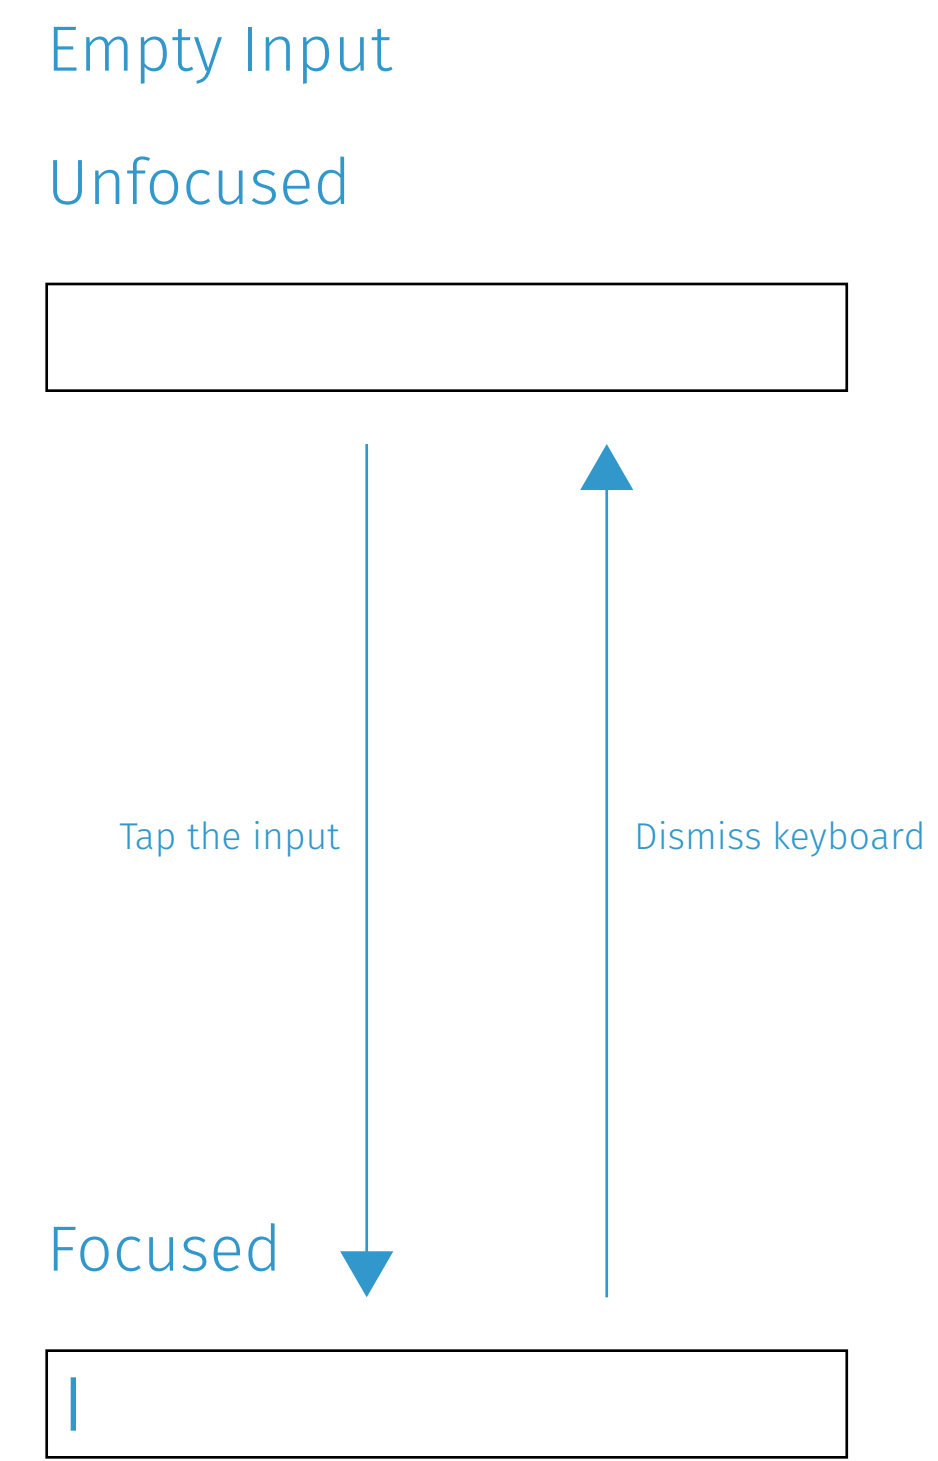 Empty Input
Unfocused
Tap the input
Dismiss keyboard
Focused